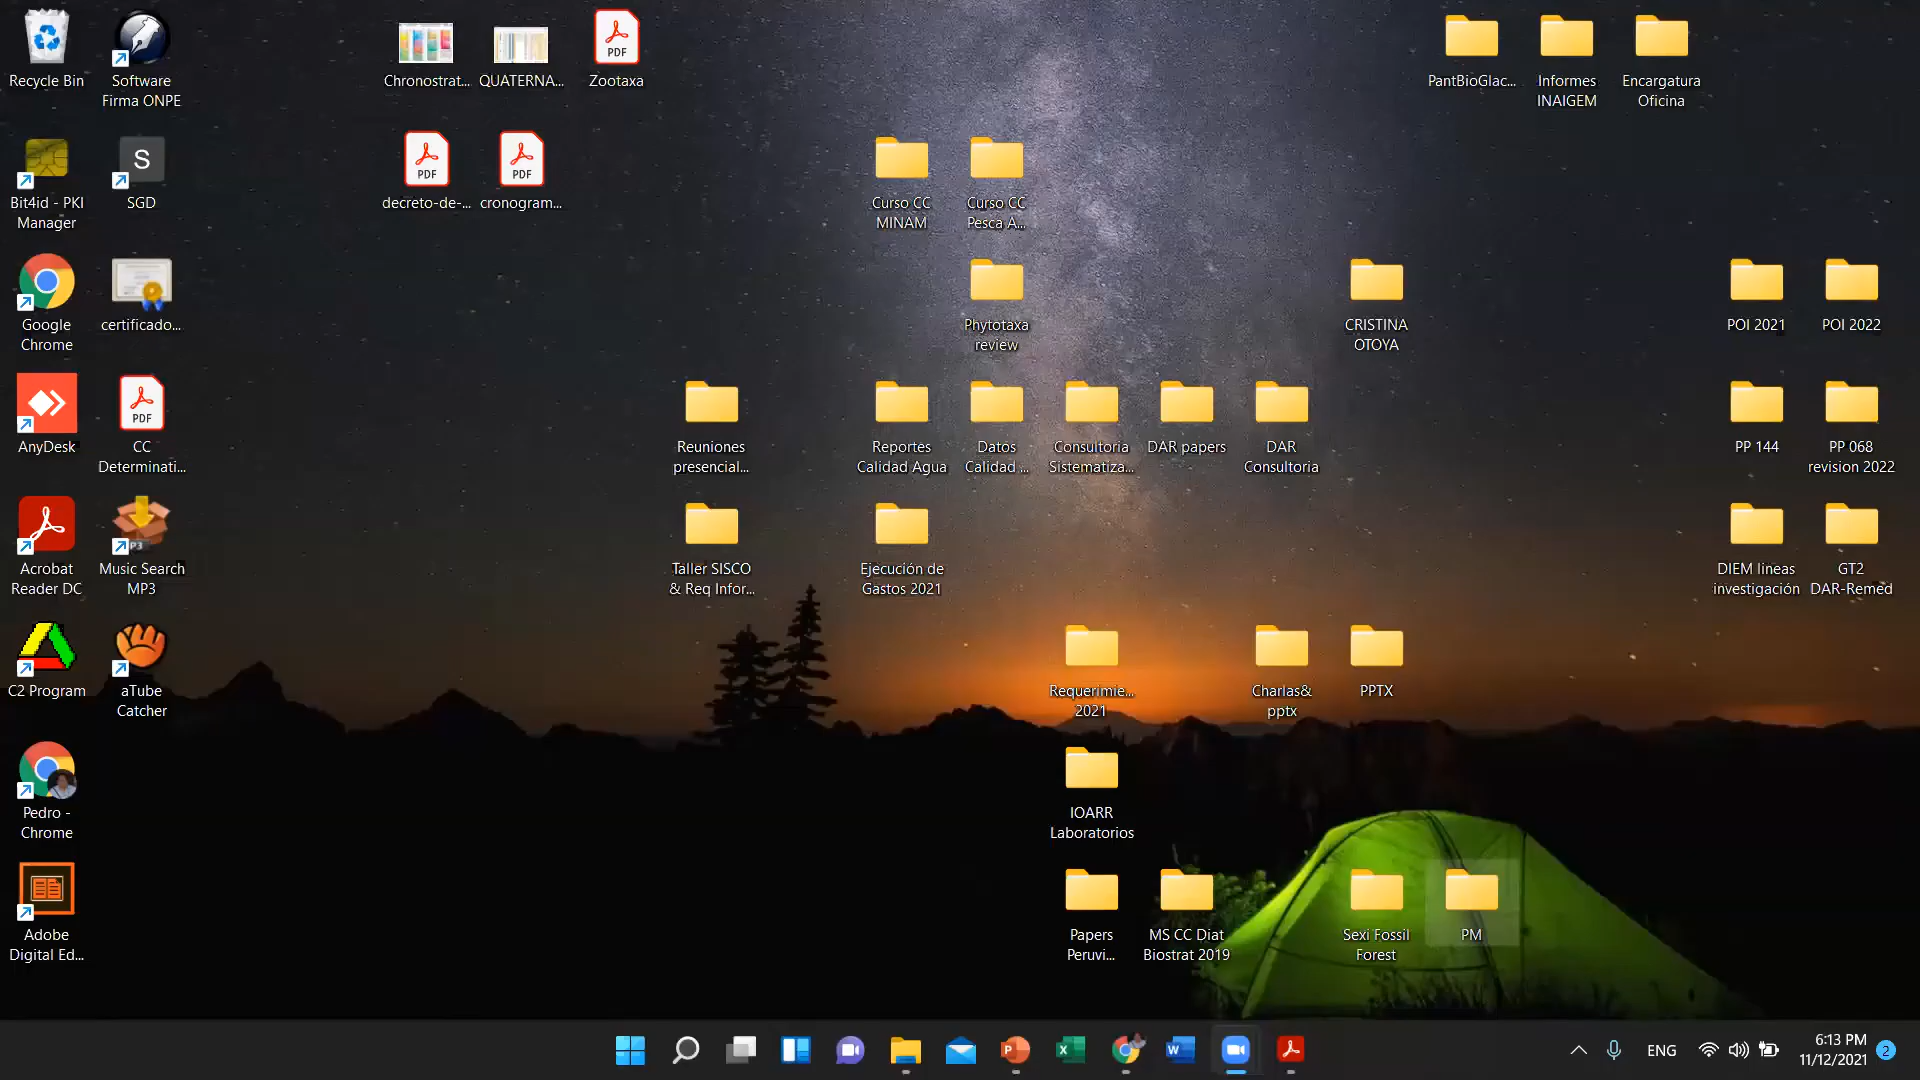 Recycle Bin
Software
Firma ONPE
Chronostrat...
QUATERNA...
PDF
Zootaxa
PantBioGlac...
Informes
INAIGEM
Encargatura
Oficina
Bit4id - PKI
Manager
S
SGD
PDF
decreto-de-...
PDF
cronogram...
Curso CC
MINAM
Curso CC
Pesca A...
Google
Chrome
certificado...
Phytotaxa
review
CRISTINA
OTOYA
POI 2021
POI 2022
AnyDesk
PDF
CC
Determinati...
Reuniones
presencial...
Reportes
Calidad Agua
Datos
Calidad ...
Consultoria
Sistematiza...
DAR papers
DAR
Consultoria
PP 144
PP 068
revision 2022
Acrobat
Reader DC
Music Search
MP3
Taller SISCO
& Req Infor...
Ejecución de
Gastos 2021
DIEM lineas
investigación
GT2
DAR-Remed
C2 Program
aTube
Catcher
Requerimie...
2021
Charlas&
pptx
PPTX
Pedro -
Chrome
IOARR
Laboratorios
Adobe
Digital Ed...
Papers
Peruvi...
MS CC Diat
Biostrat 2019
Sexi Fossil
Forest
PM
ENG
6:13 PM
11/12/2021
2